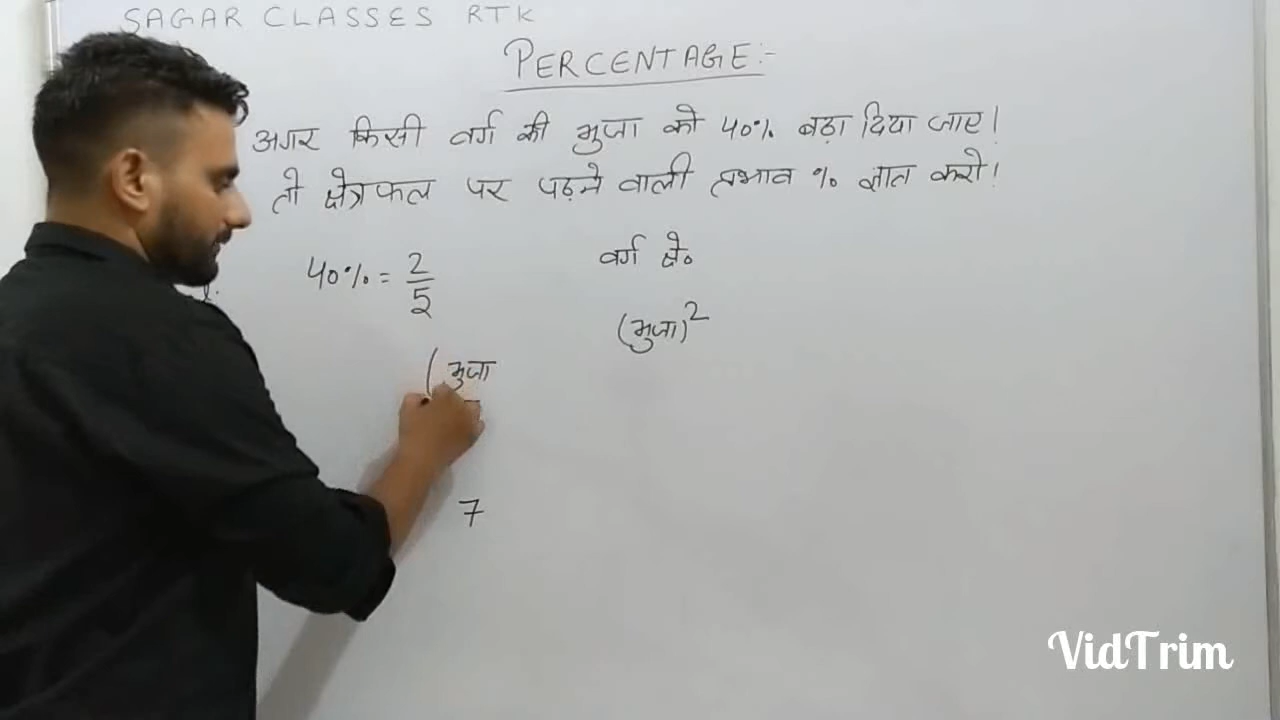 SAGAR CLASSES RTK
PERCENTAGE:-
अगर किसी वर्ग की भुजा को 40% बढ़ा दिया जाए।
तो क्षेत्रफल पर पढ़ने वाली प्रभाव % ज्ञात करो।
40% = 2/5
वर्ग क्षे०
(भुजा)²
(भुजा
7
VidTrim